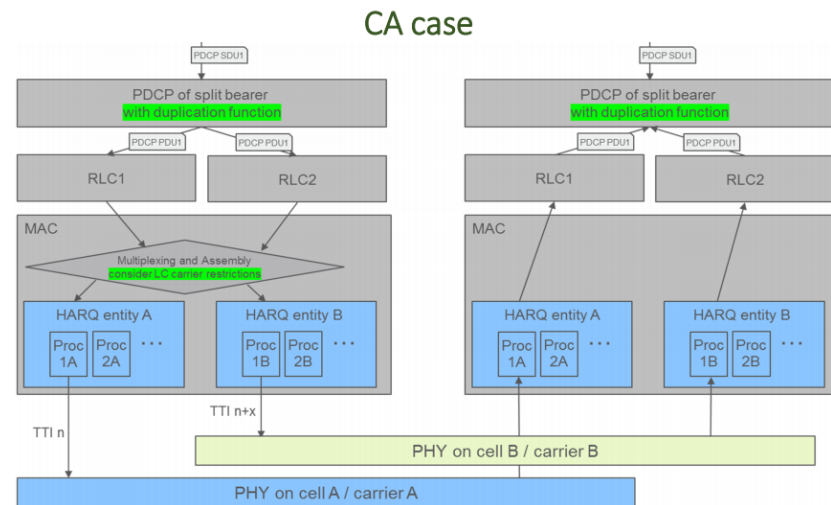 CA case
PDCP SDU1
PDCP of split bearer
with duplication function
PDCP PDU1
PDCP PDU1
RLC1
RLC2
MAC
Multiplexing and Assembly
consider LC carrier restrictions
HARQ entity A
Proc
1A
Proc
2A
...
HARQ entity B
Proc
1B
Proc
2B
...
TTI n
TTI n+x
PDCP SDU1
PDCP of split bearer
with duplication function
PDCP PDU1
PDCP PDU1
RLC1
RLC2
MAC
HARQ entity A
Proc
1A
Proc
2A
...
HARQ entity B
Proc
1B
Proc
2B
...
PHY on cell B / carrier B
PHY on cell A / carrier A